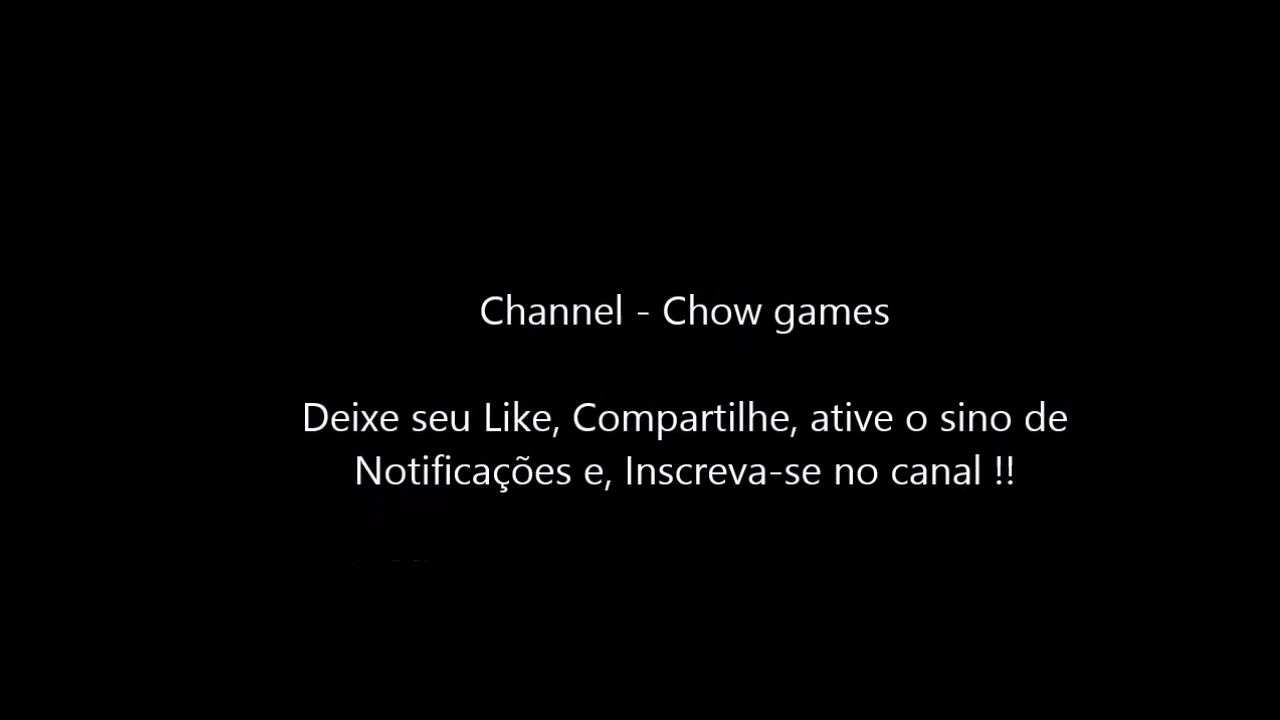 Channel - Chow games
Deixe seu Like, Compartilhe, ative o sino de
Notificações e, Inscreva-se no canal !!